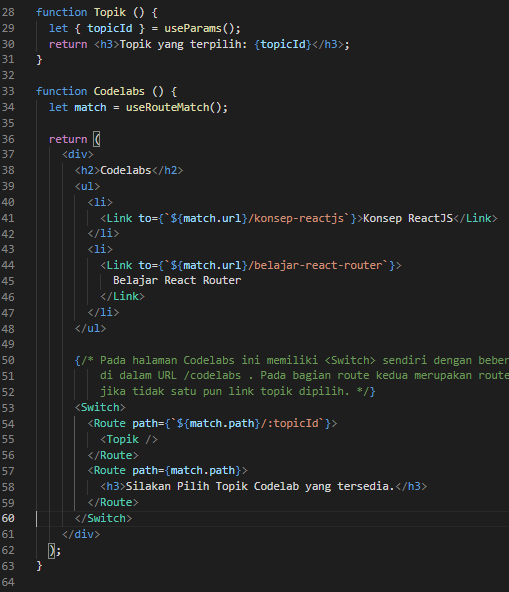 28 function Topik () {
29   let { topicId } = useParams();
30   return <h3>Topik yang terpilih: {topicId}</h3>;
31 }
32
33 function Codelabs () {
34   let match = useRouteMatch();
35
36   return (
37     <div>
38       <h2>Codelabs</h2>
39       <ul>
40         <li>
41           <Link to={`${match.url}/konsep-reactjs`}>Konsep ReactJS</Link>
42         </li>
43         <li>
44           <Link to={`${match.url}/belajar-react-router`}>
45             Belajar React Router
46           </Link>
47         </li>
48       </ul>
49
50       {/* Pada halaman Codelabs ini memiliki <Switch> sendiri dengan beber
51           di dalam URL /codelabs . Pada bagian route kedua merupakan route
52           jika tidak satu pun link topik dipilih. */}
53       <Switch>
54         <Route path={`${match.path}/:topicId`}>
55           <Topik />
56         </Route>
57         <Route path={match.path}>
58           <h3>Silakan Pilih Topik Codelab yang tersedia.</h3>
59         </Route>
60       </Switch>
61     </div>
62   );
63 }
64